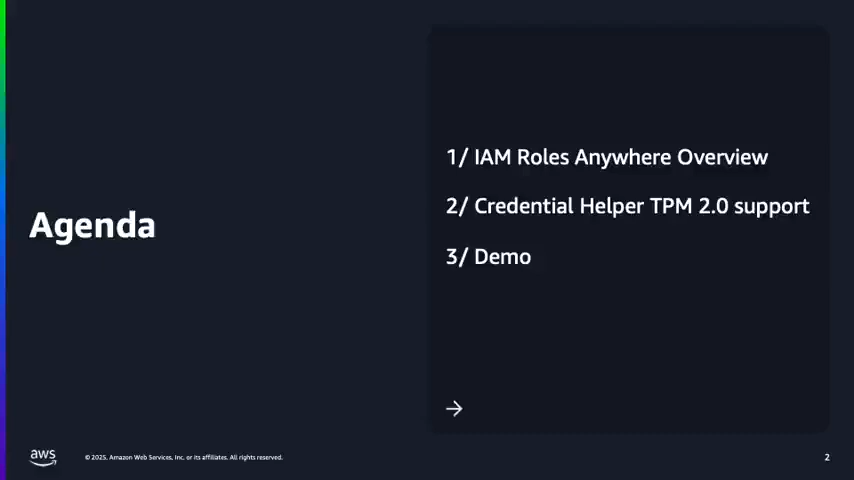 Agenda
1/ IAM Roles Anywhere Overview
2/ Credential Helper TPM 2.0 support
3/ Demo
aws
© 2025, Amazon Web Services, Inc. or its affiliates. All rights reserved.
2